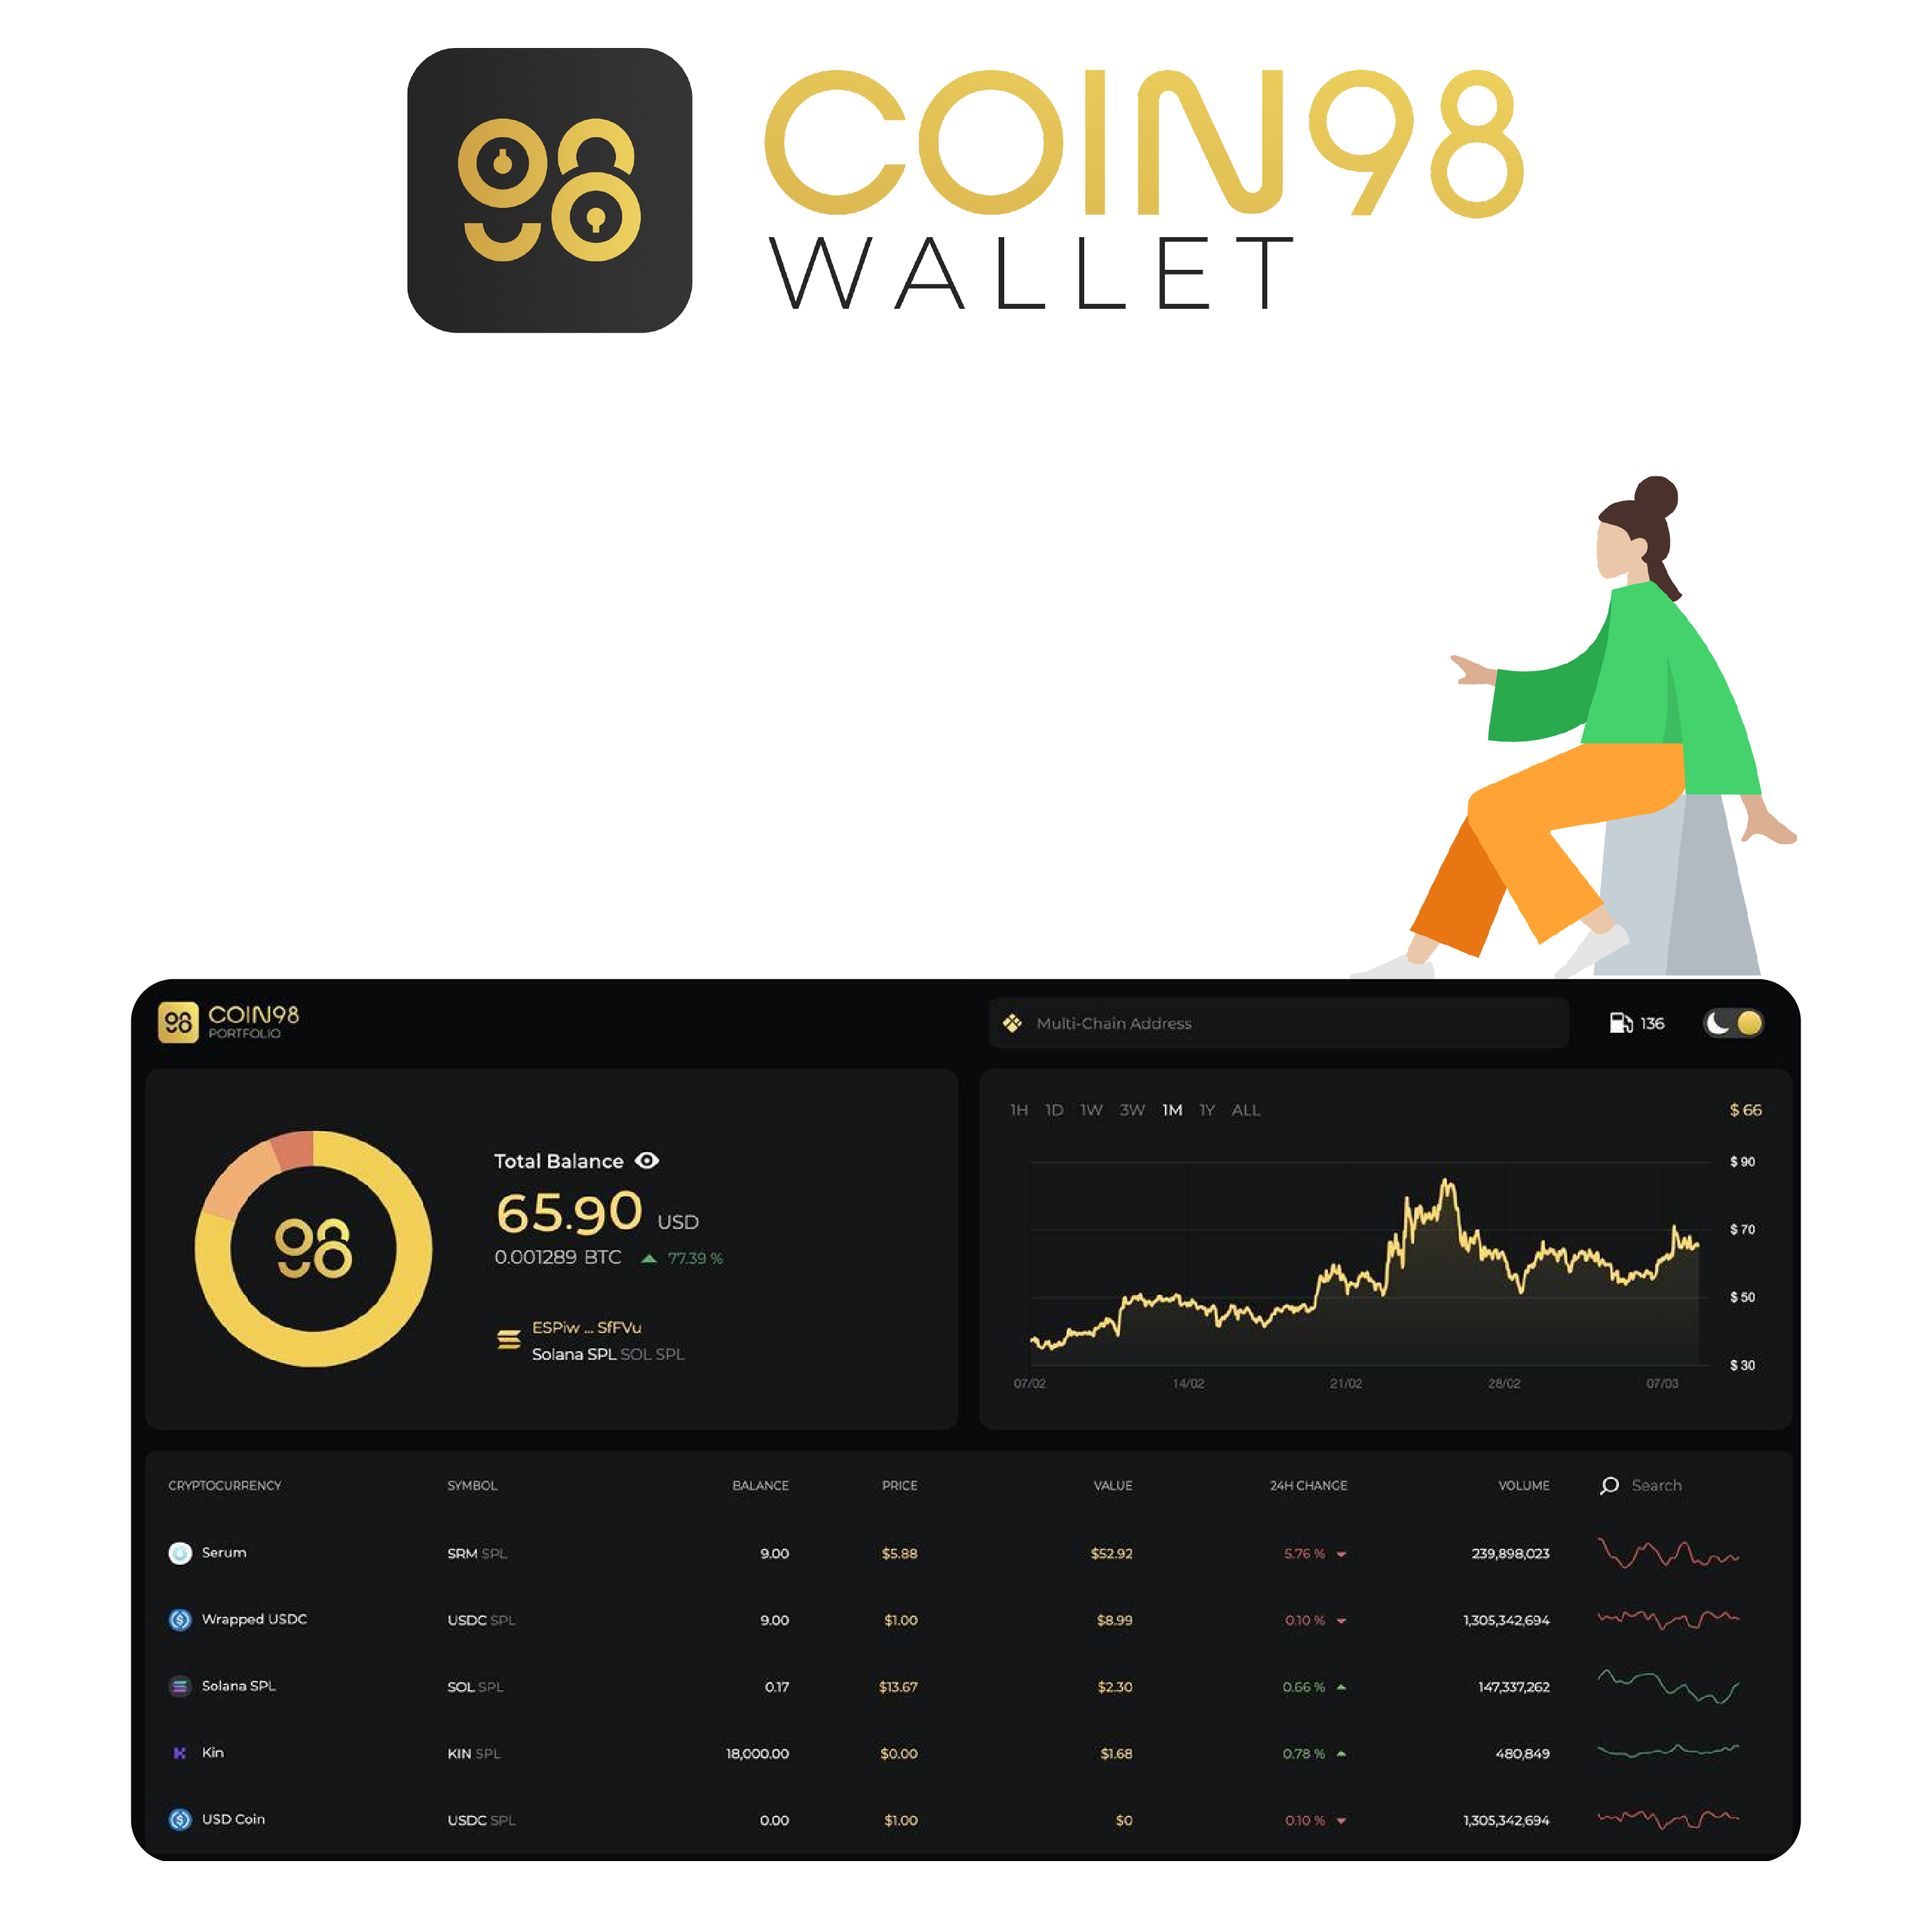 98
COIN98
WALLET
98
COIN98
PORTFOLIO
Multi-Chain Address
136
98
Total Balance
65.90 USD
0.001289 BTC 77.39 %
ESPiw ... SfFVu
Solana SPL SOL SPL
1H 1D 1W 3W 1M 1Y ALL
$ 66
$ 90
$ 70
$ 50
$ 30
07/02 14/02 21/02 28/02 07/03
CRYPTOCURRENCY SYMBOL BALANCE PRICE VALUE 24H CHANGE VOLUME Search
Serum SRM SPL 9.00 $5.88 $52.92 5.76 % 239,898,023
Wrapped USDC USDC SPL 9.00 $1.00 $8.99 0.10 % 1,305,342,694
Solana SPL SOL SPL 0.17 $13.67 $2.30 0.66 % 147,337,262
Kin KIN SPL 18,000.00 $0.00 $1.68 0.78 % 480,849
USD Coin USDC SPL 0.00 $1.00 $0 0.10 % 1,305,342,694